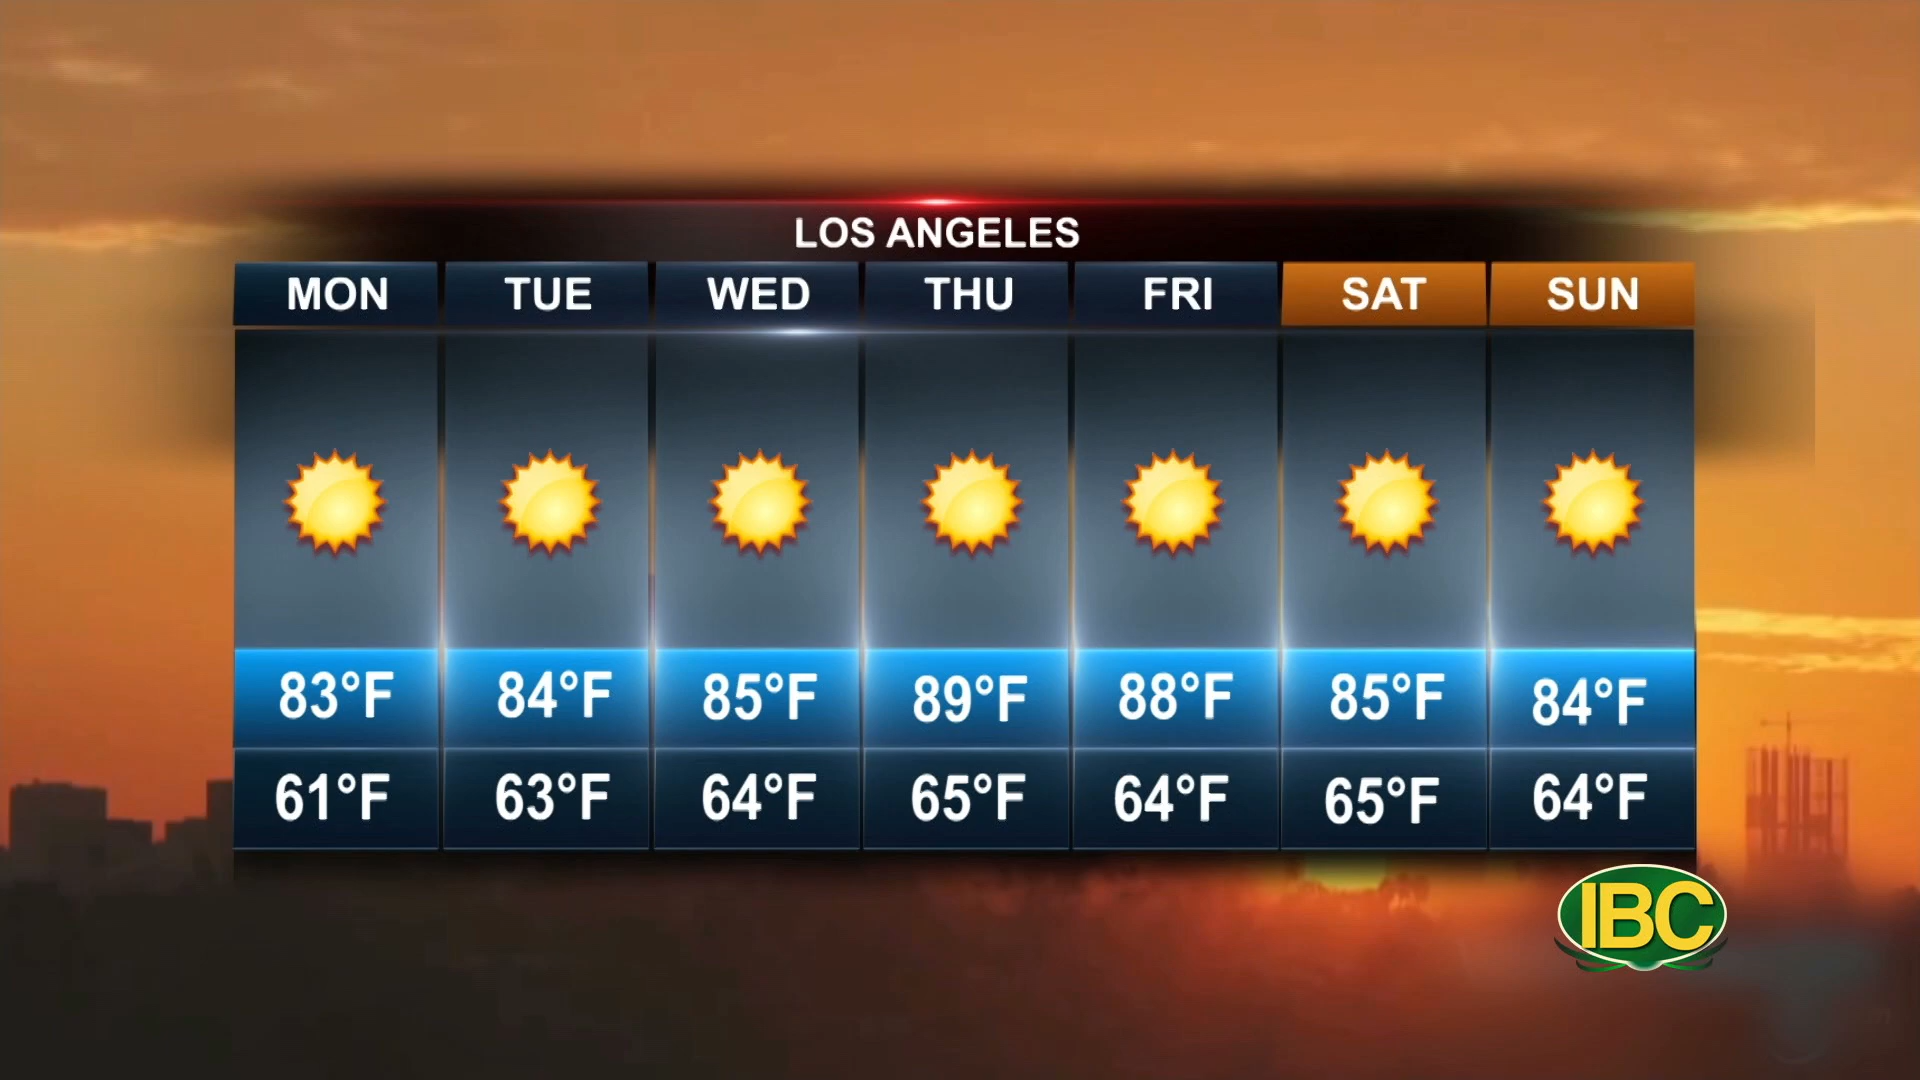 LOS ANGELES
MON TUE WED THU FRI SAT SUN
83°F 84°F 85°F 89°F 88°F 85°F 84°F
61°F 63°F 64°F 65°F 64°F 65°F 64°F
IBC